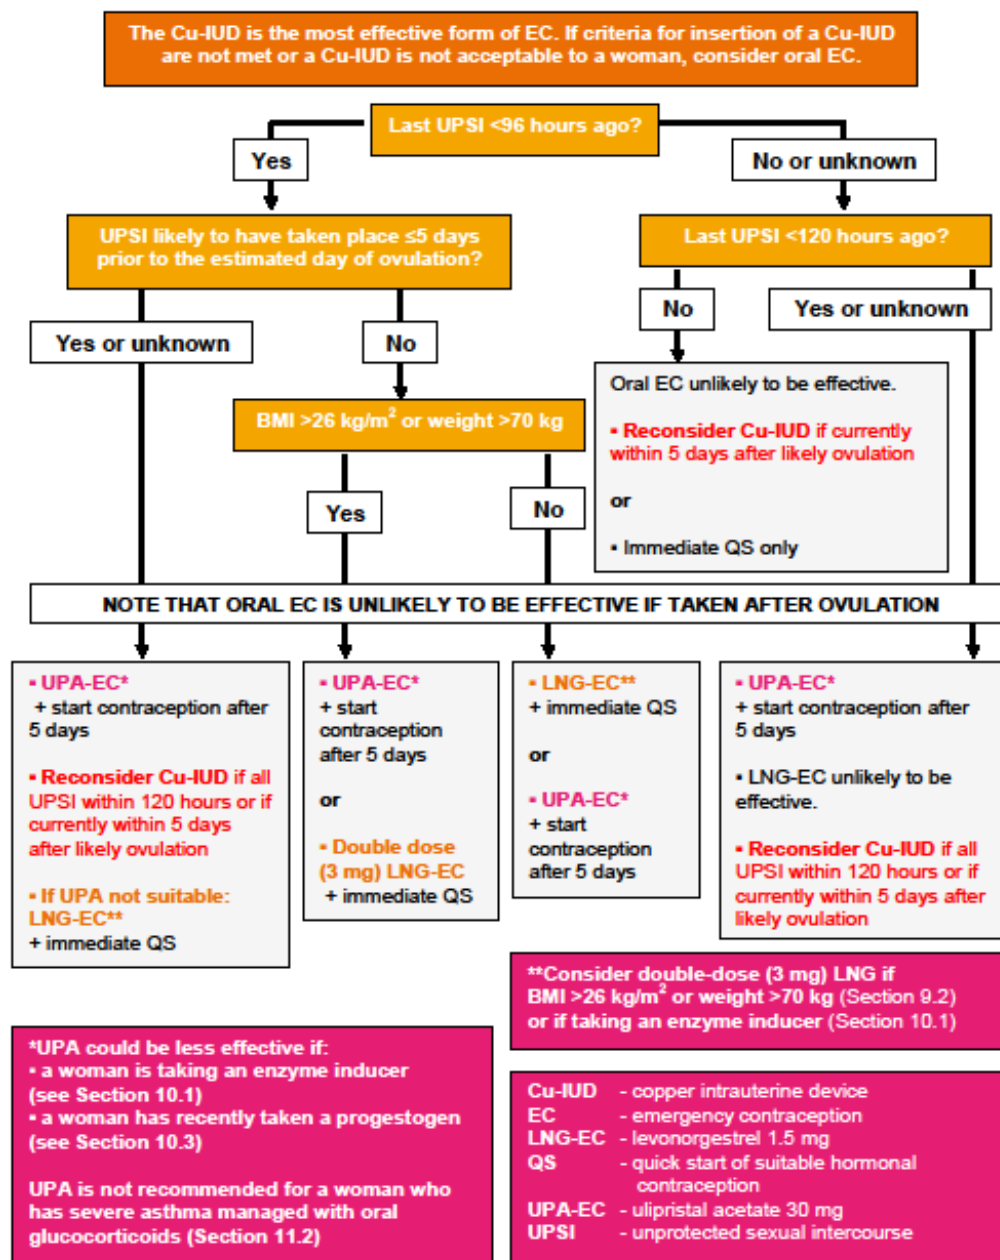 The Cu-IUD is the most effective form of EC. If criteria for insertion of a Cu-IUD
are not met or a Cu-IUD is not acceptable to a woman, consider oral EC.
Last UPSI <96 hours ago?
Yes
No or unknown
UPSI likely to have taken place ≤5 days
prior to the estimated day of ovulation?
Last UPSI <120 hours ago?
Yes or unknown
No
No
Yes or unknown
BMI >26 kg/m² or weight >70 kg
Yes
No
Oral EC unlikely to be effective.
▪ Reconsider Cu-IUD if currently
within 5 days after likely ovulation
or
▪ Immediate QS only
NOTE THAT ORAL EC IS UNLIKELY TO BE EFFECTIVE IF TAKEN AFTER OVULATION
▪ UPA-EC*
+ start contraception after
5 days
▪ Reconsider Cu-IUD if all
UPSI within 120 hours or if
currently within 5 days
after likely ovulation
▪ If UPA not suitable:
LNG-EC**
+ immediate QS
▪ UPA-EC*
+ start
contraception
after 5 days
or
▪ Double dose
(3 mg) LNG-EC
+ immediate QS
▪ LNG-EC**
+ immediate QS
or
▪ UPA-EC*
+ start
contraception
after 5 days
▪ UPA-EC*
+ start contraception after
5 days
▪ LNG-EC unlikely to be
effective.
▪ Reconsider Cu-IUD if all
UPSI within 120 hours or if
currently within 5 days after
likely ovulation
**Consider double-dose (3 mg) LNG if
BMI >26 kg/m² or weight >70 kg (Section 9.2)
or if taking an enzyme inducer (Section 10.1)
*UPA could be less effective if:
▪ a woman is taking an enzyme inducer
(see Section 10.1)
▪ a woman has recently taken a progestogen
(see Section 10.3)
UPA is not recommended for a woman who
has severe asthma managed with oral
glucocorticoids (Section 11.2)
Cu-IUD - copper intrauterine device
EC - emergency contraception
LNG-EC - levonorgestrel 1.5 mg
QS - quick start of suitable hormonal
contraception
UPA-EC - ulipristal acetate 30 mg
UPSI - unprotected sexual intercourse